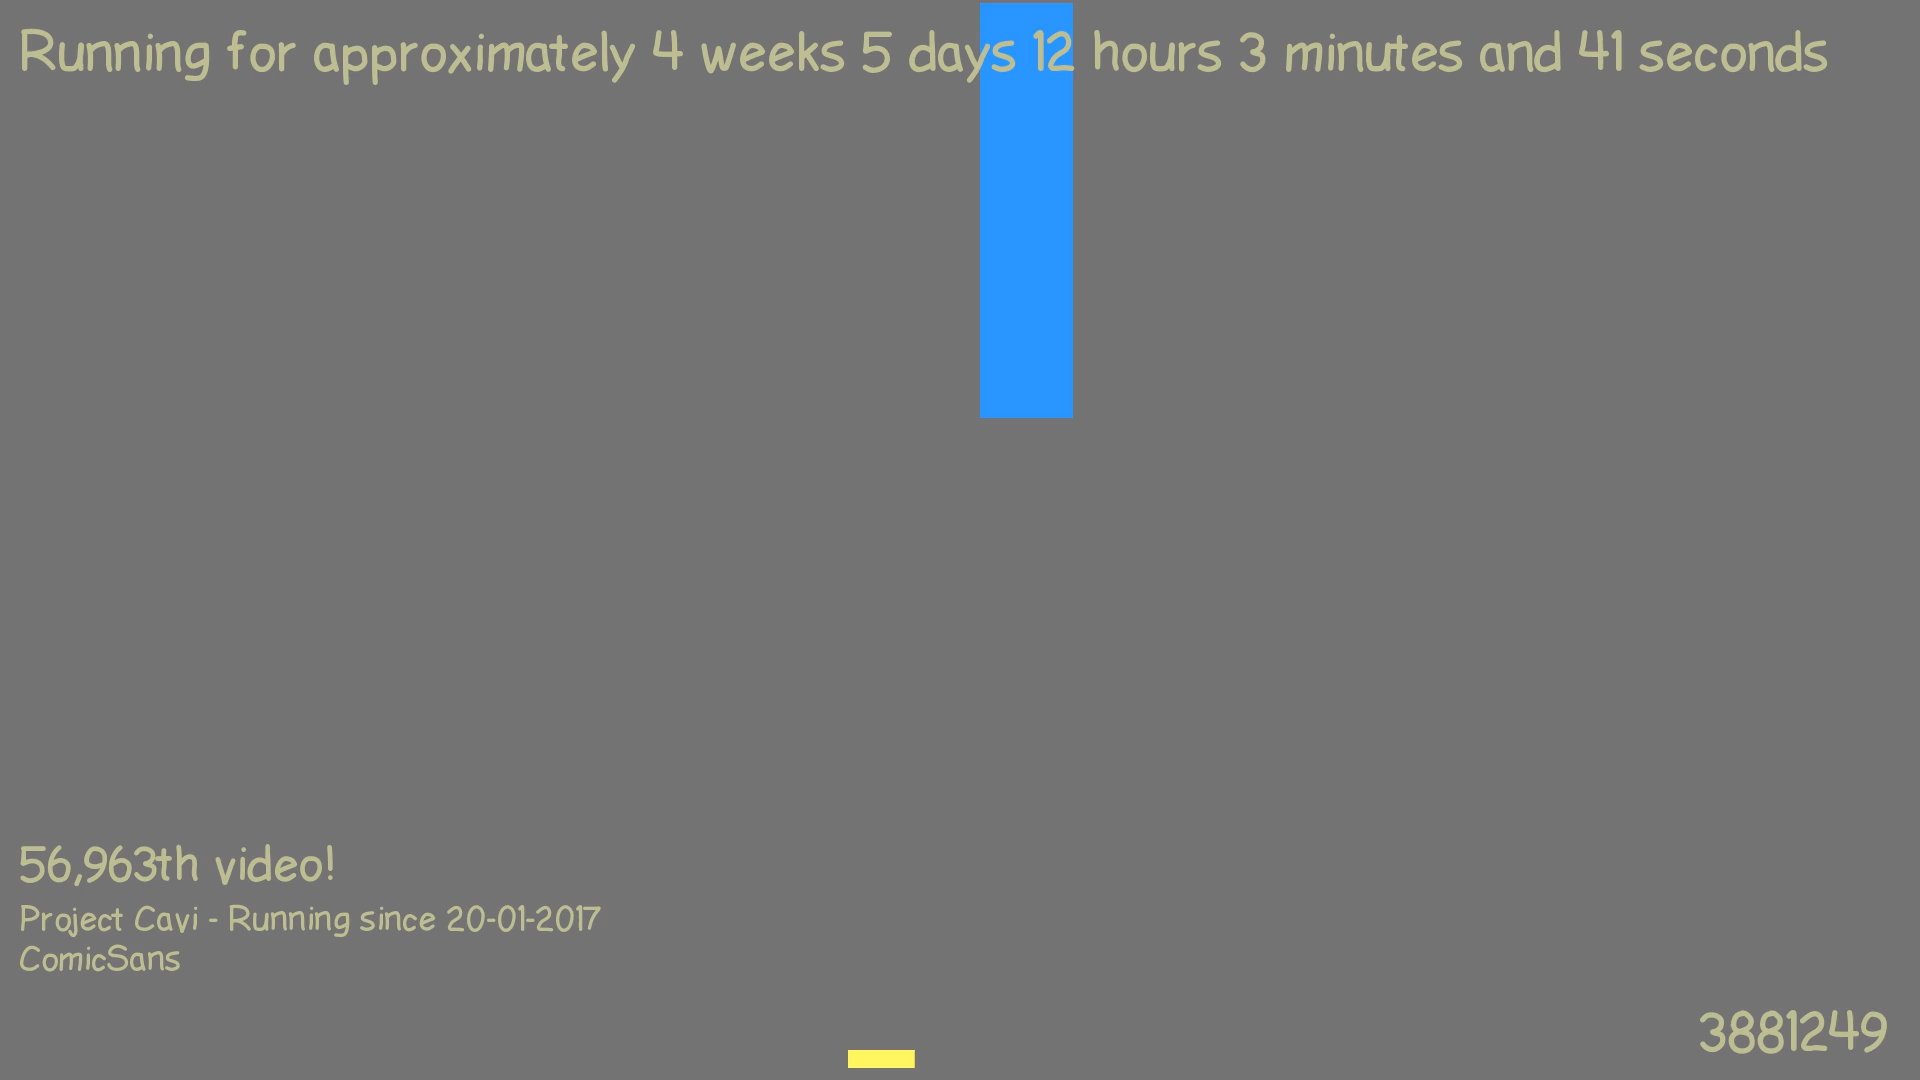 Running for approximately 4 weeks 5 days 12 hours 3 minutes and 41 seconds
56,963th video!
Project Cavi - Running since 20-01-2017
ComicSans
3881249